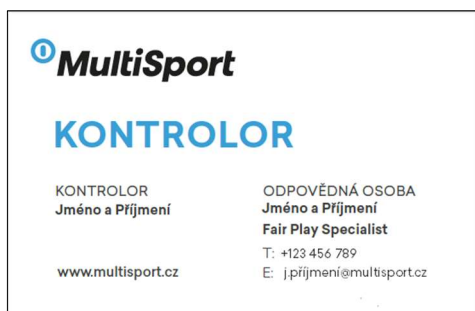 MultiSport
KONTROLOR
KONTROLOR
Jméno a Příjmení
www.multisport.cz
ODPOVĚDNÁ OSOBA
Jméno a Příjmení
Fair Play Specialist
T: +123 456 789
E: j.příjmení@multisport.cz